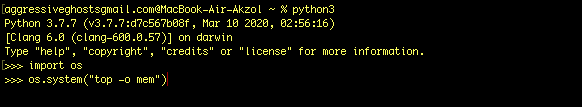 aggressiveghostsgmail.com@MacBook-Air-Akzol ~ % python3
Python 3.7.7 (v3.7.7:d7c567b08f, Mar 10 2020, 02:56:16)
[Clang 6.0 (clang-600.0.57)] on darwin
Type "help", "copyright", "credits" or "license" for more information.
>>> import os
>>> os.system("top -o mem")